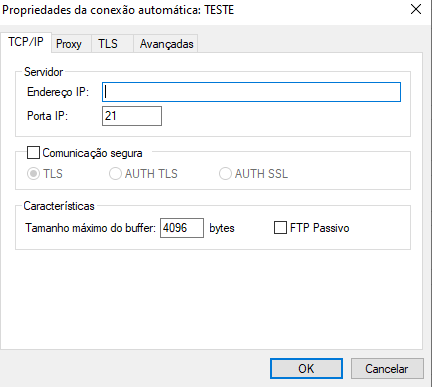 Propriedades da conexão automática: TESTE
TCP/IP Proxy TLS Avançadas
Servidor
Endereço IP:
Porta IP: 21
Comunicação segura
TLS AUTH TLS AUTH SSL
Características
Tamanho máximo do buffer: 4096 bytes FTP Passivo
OK Cancelar